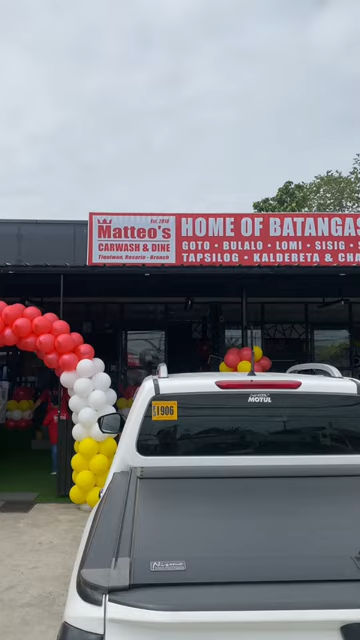 Est. 2018
Matteo's
CARWASH & DINE
Tianiwan, Rosario - Branch
HOME OF BATANGAS
GOTO • BULALO • LOMI • SISIG •
TAPSILOG • KALDERETA & CHA
1906
MOTUL